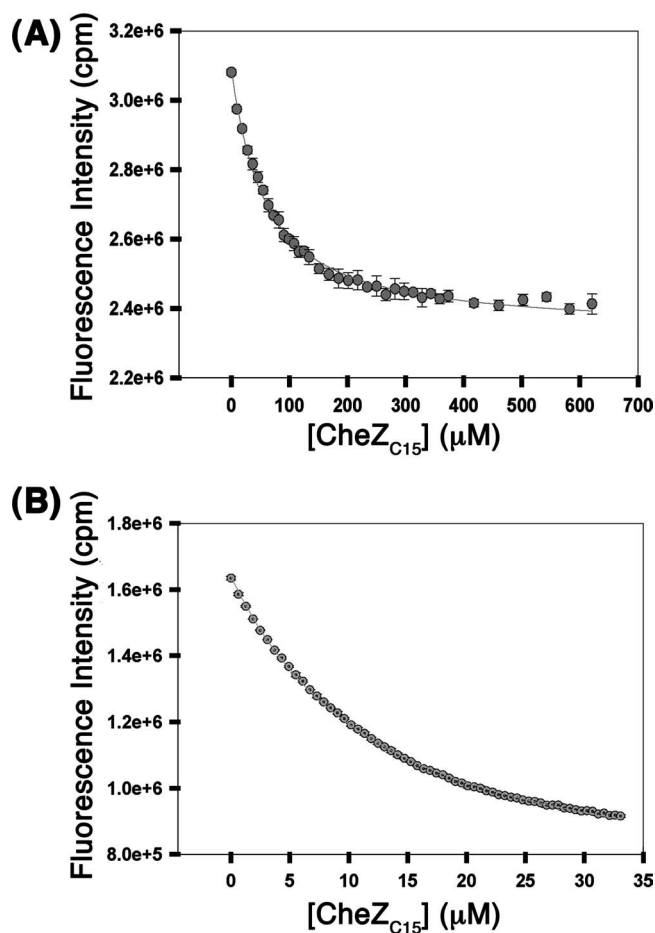 (A)
Fluorescence Intensity (cpm)
3.2e+6
3.0e+6
2.8e+6
2.6e+6
2.4e+6
2.2e+6
0 100 200 300 400 500 600 700
[CheZC15] (μM)
(B)
Fluorescence Intensity (cpm)
1.8e+6
1.6e+6
1.4e+6
1.2e+6
1.0e+6
8.0e+5
0 5 10 15 20 25 30 35
[CheZC15] (μM)